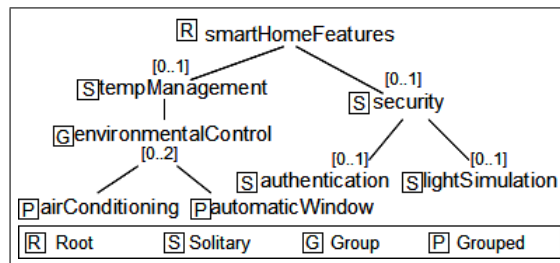 R smartHomeFeatures
[0..1] [0..1]
S tempManagement
S security
G environmentalControl
[0..2] [0..1] [0..1]
S authentication S lightSimulation
P airConditioning P automaticWindow
R Root S Solitary G Group P Grouped